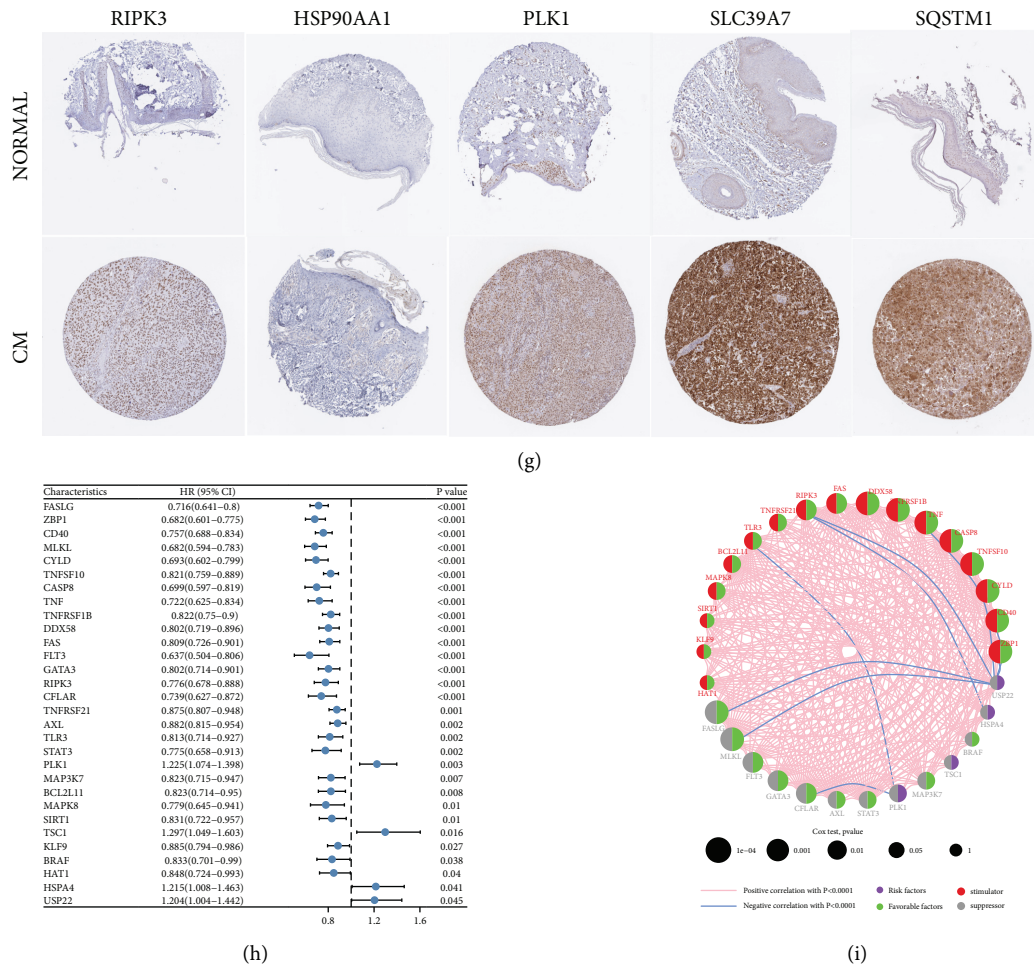 RIPK3 HSP90AA1 PLK1 SLC39A7 SQSTM1
NORMAL
CM
(g)
Characteristics HR (95% CI) P value
FASLG 0.716(0.641–0.8) <0.001
ZBP1 0.682(0.601–0.775) <0.001
CD40 0.757(0.688–0.834) <0.001
MLKL 0.682(0.594–0.783) <0.001
CYLD 0.693(0.602–0.799) <0.001
TNFSF10 0.821(0.759–0.889) <0.001
CASP8 0.699(0.597–0.819) <0.001
TNF 0.722(0.625–0.834) <0.001
TNFRSF1B 0.822(0.75–0.9) <0.001
DDX58 0.802(0.719–0.896) <0.001
FAS 0.809(0.726–0.901) <0.001
FLT3 0.637(0.504–0.806) <0.001
GATA3 0.802(0.714–0.901) <0.001
RIPK3 0.776(0.678–0.888) <0.001
CFLAR 0.739(0.627–0.872) <0.001
TNFRSF21 0.875(0.807–0.948) 0.001
AXL 0.882(0.815–0.954) 0.002
TLR3 0.813(0.714–0.927) 0.002
STAT3 0.775(0.658–0.913) 0.002
PLK1 1.225(1.074–1.398) 0.003
MAP3K7 0.823(0.715–0.947) 0.007
BCL2L11 0.823(0.714–0.95) 0.008
MAPK8 0.779(0.645–0.941) 0.01
SIRT1 0.831(0.722–0.957) 0.01
TSC1 1.297(1.049–1.603) 0.016
KLF9 0.885(0.794–0.986) 0.027
BRAF 0.833(0.701–0.99) 0.038
HAT1 0.848(0.724–0.993) 0.04
HSPA4 1.215(1.008–1.463) 0.041
USP22 1.204(1.004–1.442) 0.045
0.8 1.2 1.6
(h)
DDX58
FAS
RIPK3
TNFRSF21
TNF
TLR3
CASP8
BCL2L11
TNFSF10
MAPK8
CYLD
SIRT1
CD40
KLF9
ZBP1
HAT1
USP22
FASLG
HSPA4
MLKL
BRAF
FLT3
TSC1
GATA3
MAP3K7
CFLAR
AXL
STAT3
PLK1
Cox test, pvalue
1e−04 0.001 0.01 0.05 1
Positive correlation with P<0.0001 Risk factors stimulator
Negative correlation with P<0.0001 Favorable factors suppressor
(i)